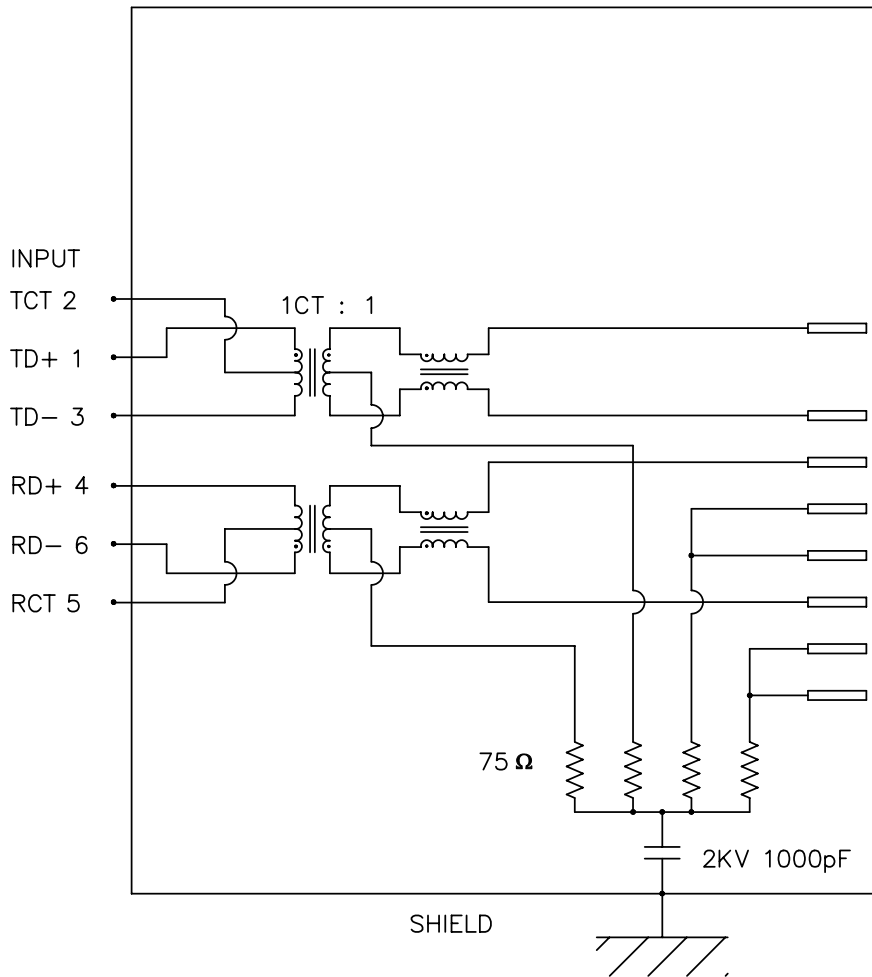 INPUT
TCT 2
1CT : 1
TD+ 1
TD- 3
RD+ 4
RD- 6
RCT 5
75 Ω
2KV 1000pF
SHIELD